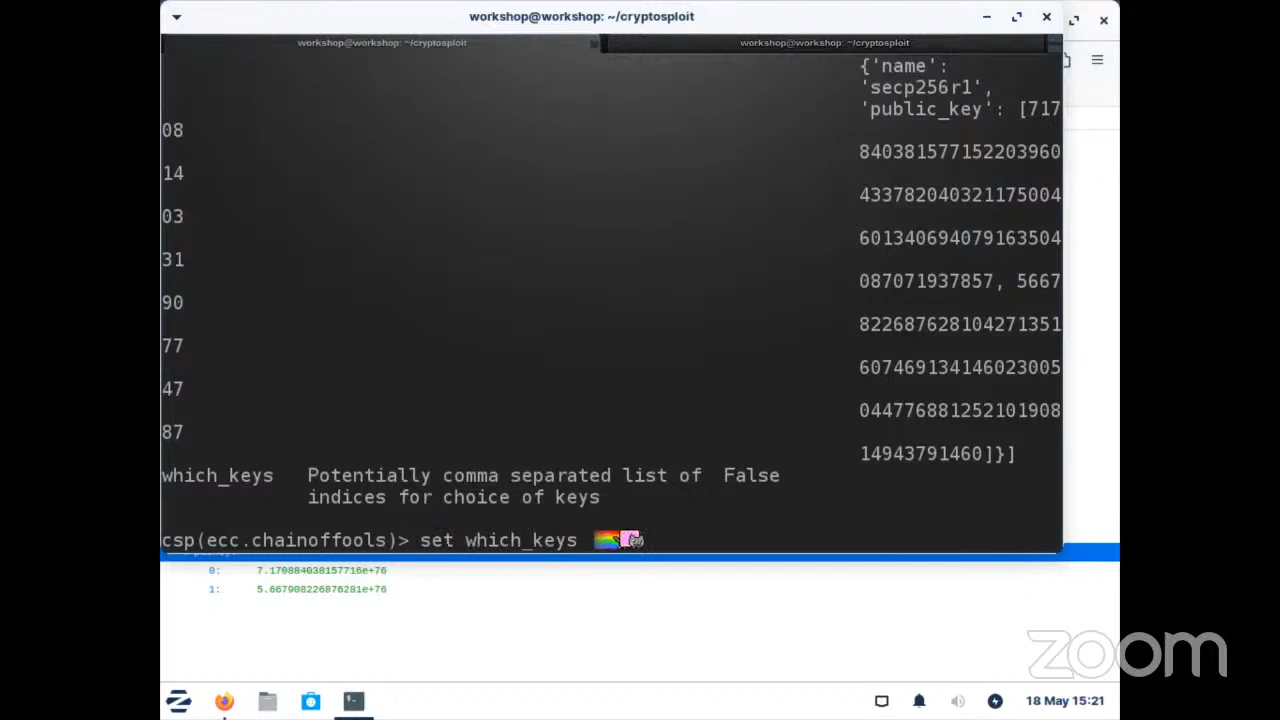 workshop@workshop: ~/cryptosploit
workshop@workshop: ~/cryptosploit
workshop@workshop: ~/cryptosploit
{'name':
'secp256r1',
'public_key': [717
08
840381577152203960
14
433782040321175004
03
601340694079163504
31
087071937857, 5667
90
822687628104271351
77
607469134146023005
47
044776881252101908
87
14943791460]}]
which_keys Potentially comma separated list of False
indices for choice of keys
csp(ecc.chainoffools)> set which_keys
0: 7.170884038157716e+76
1: 5.667908226876281e+76
zoom
18 May 15:21